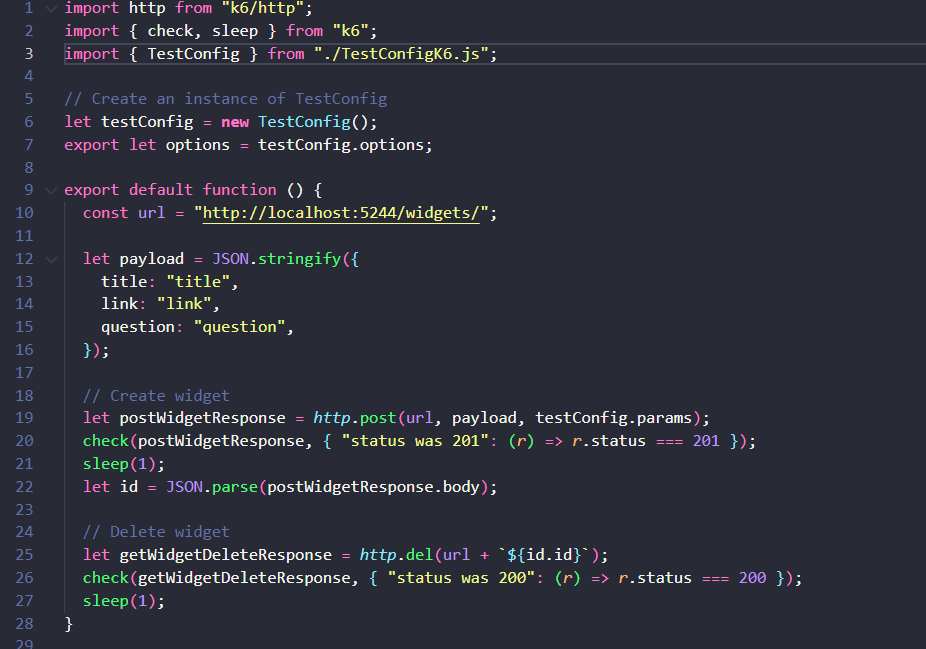 1 import http from "k6/http";
2 import { check, sleep } from "k6";
3 import { TestConfig } from "./TestConfigK6.js";
4
5 // Create an instance of TestConfig
6 let testConfig = new TestConfig();
7 export let options = testConfig.options;
8
9 export default function () {
10   const url = "http://localhost:5244/widgets/";
11
12   let payload = JSON.stringify({
13     title: "title",
14     link: "link",
15     question: "question",
16   });
17
18   // Create widget
19   let postWidgetResponse = http.post(url, payload, testConfig.params);
20   check(postWidgetResponse, { "status was 201": (r) => r.status === 201 });
21   sleep(1);
22   let id = JSON.parse(postWidgetResponse.body);
23
24   // Delete widget
25   let getWidgetDeleteResponse = http.del(url + `${id.id}`);
26   check(getWidgetDeleteResponse, { "status was 200": (r) => r.status === 200 });
27   sleep(1);
28 }
29